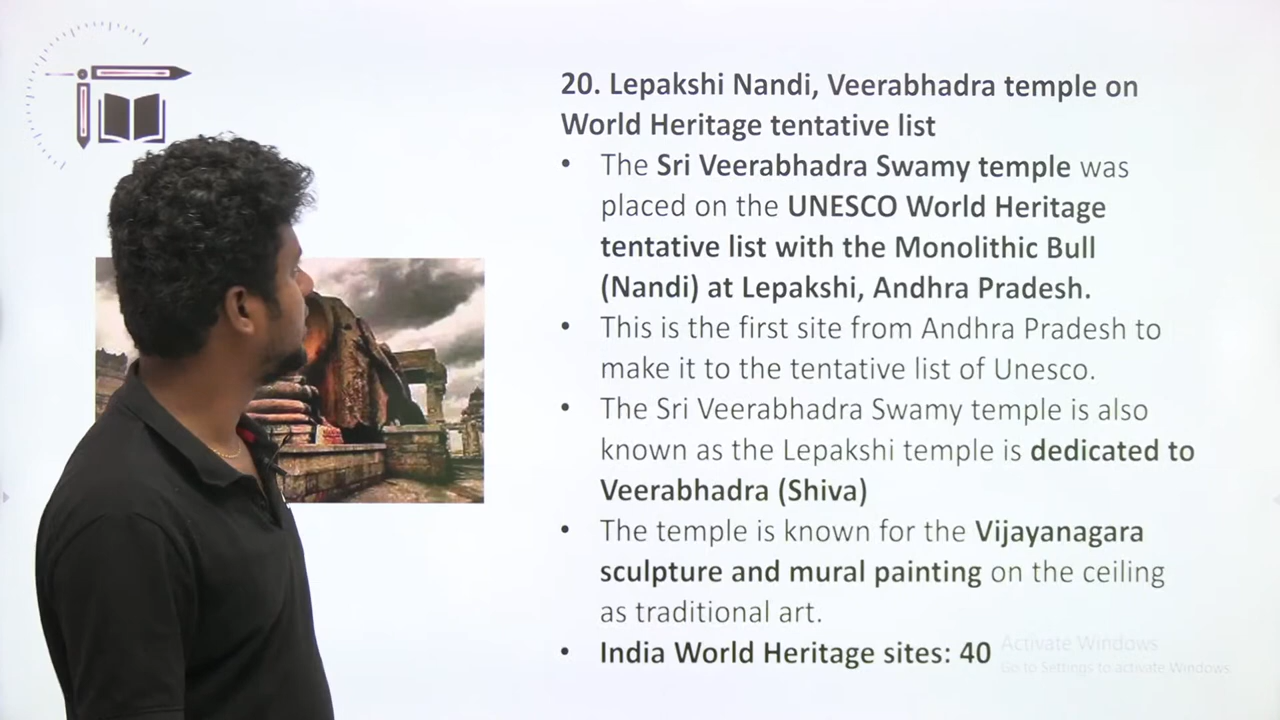 20. Lepakshi Nandi, Veerabhadra temple on
World Heritage tentative list
• The Sri Veerabhadra Swamy temple was
placed on the UNESCO World Heritage
tentative list with the Monolithic Bull
(Nandi) at Lepakshi, Andhra Pradesh.
• This is the first site from Andhra Pradesh to
make it to the tentative list of Unesco.
• The Sri Veerabhadra Swamy temple is also
known as the Lepakshi temple is dedicated to
Veerabhadra (Shiva)
• The temple is known for the Vijayanagara
sculpture and mural painting on the ceiling
as traditional art.
• India World Heritage sites: 40
Activate Windows
Go to Settings to activate Windows.